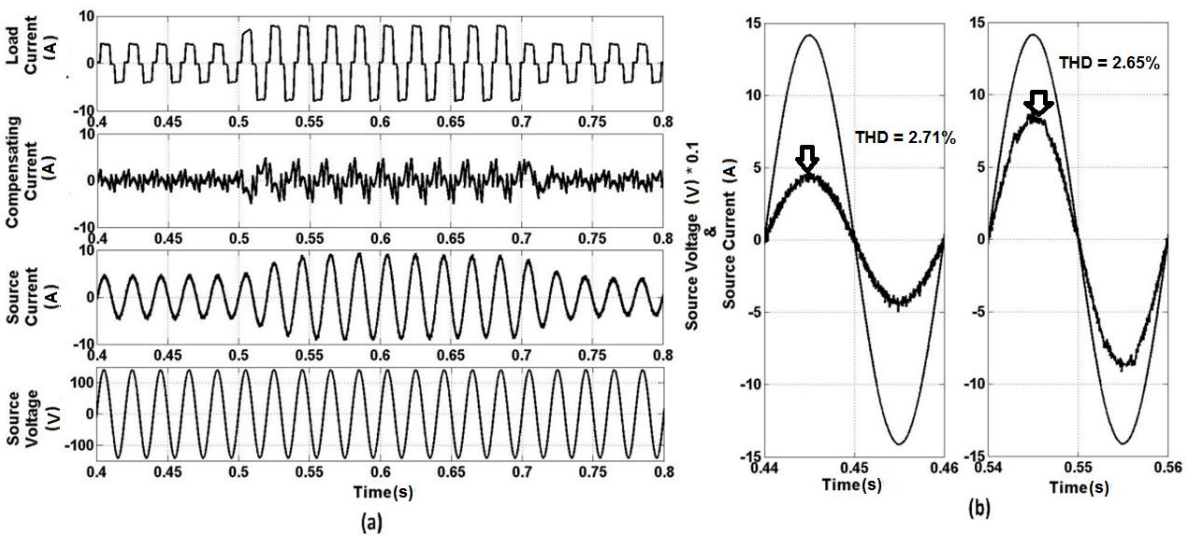 Load
Current
(A)
10
0
-10
0.4 0.45 0.5 0.55 0.6 0.65 0.7 0.75 0.8
Compensating
Current
(A)
10
0
-10
0.4 0.45 0.5 0.55 0.6 0.65 0.7 0.75 0.8
Source
Current
(A)
10
0
-10
0.4 0.45 0.5 0.55 0.6 0.65 0.7 0.75 0.8
Source
Voltage
(V)
100
0
-100
0.4 0.45 0.5 0.55 0.6 0.65 0.7 0.75 0.8
Time(s)
(a)
Source Voltage (V) * 0.1
&
Source Current (A)
15
10
5
0
-5
-10
-15
0.44 0.45 0.46
THD = 2.71%
Time(s)
15
10
5
0
-5
-10
-15
0.54 0.55 0.56
THD = 2.65%
Time(s)
(b)